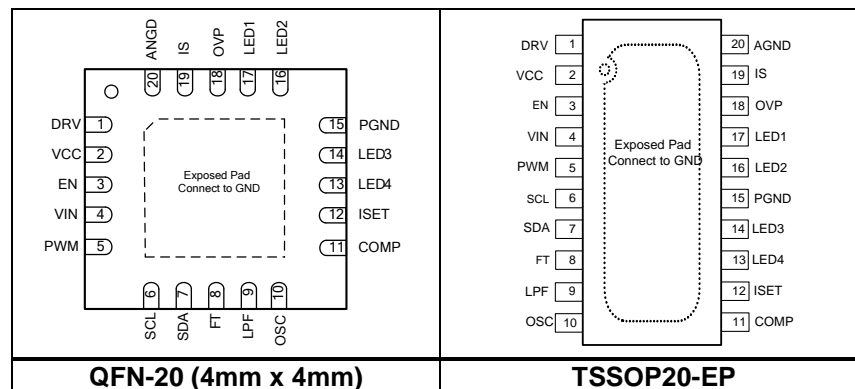 ANGD IS OVP LED1 LED2
20 19 18 17 16
DRV 1
VCC 2
EN 3
VIN 4
PWM 5
Exposed Pad
Connect to GND
15 PGND
14 LED3
13 LED4
12 ISET
11 COMP
6 7 8 9 10
SCL SDA FT LPF OSC
QFN-20 (4mm x 4mm)
DRV 1
VCC 2
EN 3
VIN 4
PWM 5
SCL 6
SDA 7
FT 8
LPF 9
OSC 10
Exposed Pad
Connect to GND
20 AGND
19 IS
18 OVP
17 LED1
16 LED2
15 PGND
14 LED3
13 LED4
12 ISET
11 COMP
TSSOP20-EP